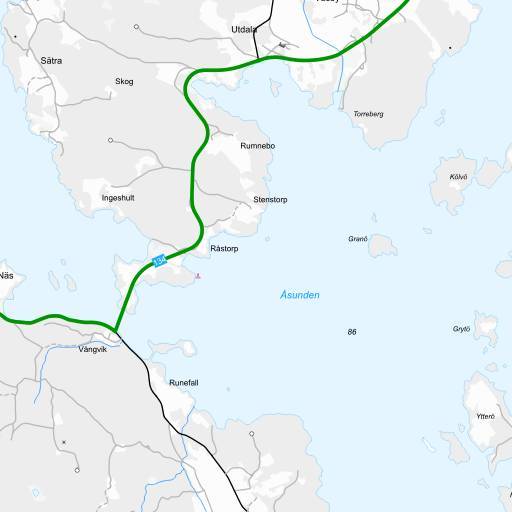 Utdala
Sätra
Skog
Torreberg
Rumnebo
Kölvö
Ingeshult
Stenstorp
Granö
Råstorp
134
Näs
Åsunden
Grytö
86
Vångvik
Runefall
Ytterö